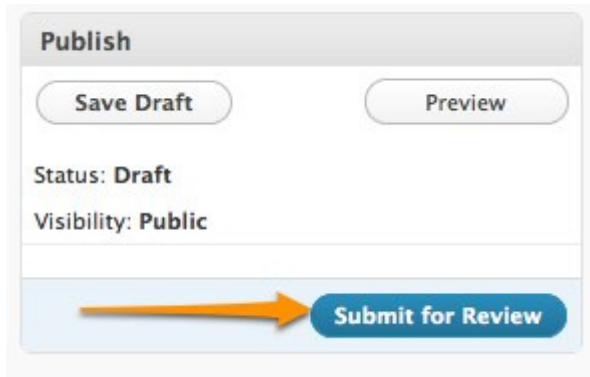 Publish
Save Draft Preview
Status: Draft
Visibility: Public
Submit for Review